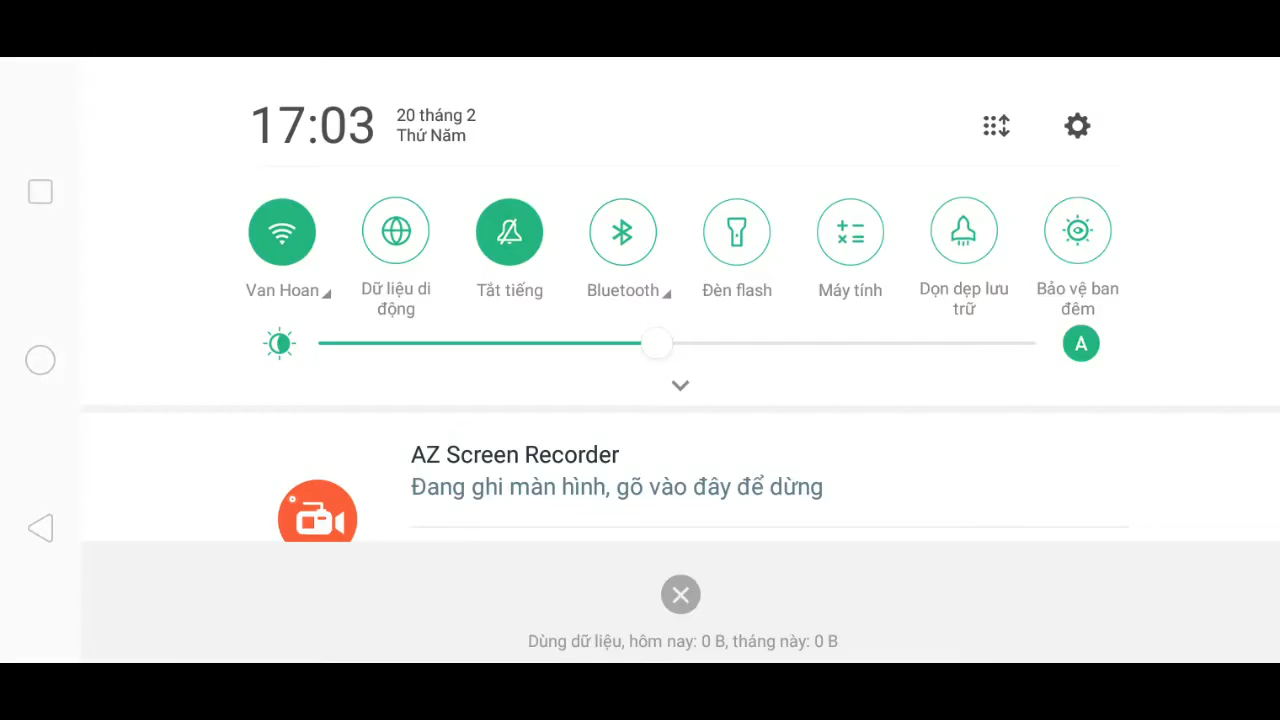 17:03
20 tháng 2
Thứ Năm
Van Hoan
Dữ liệu di
động
Tắt tiếng
Bluetooth
Đèn flash
Máy tính
Dọn dẹp lưu
trữ
Bảo vệ ban
đêm
A
AZ Screen Recorder
Đang ghi màn hình, gõ vào đây để dừng
Dùng dữ liệu, hôm nay: 0 B, tháng này: 0 B